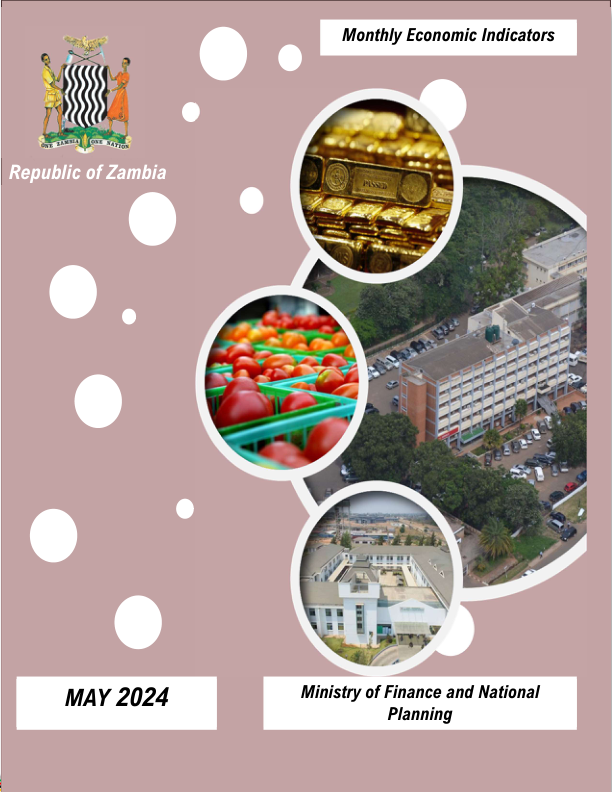 Monthly Economic Indicators
ONE ZAMBIA ONE NATION
Republic of Zambia
MAY 2024
Ministry of Finance and National
Planning